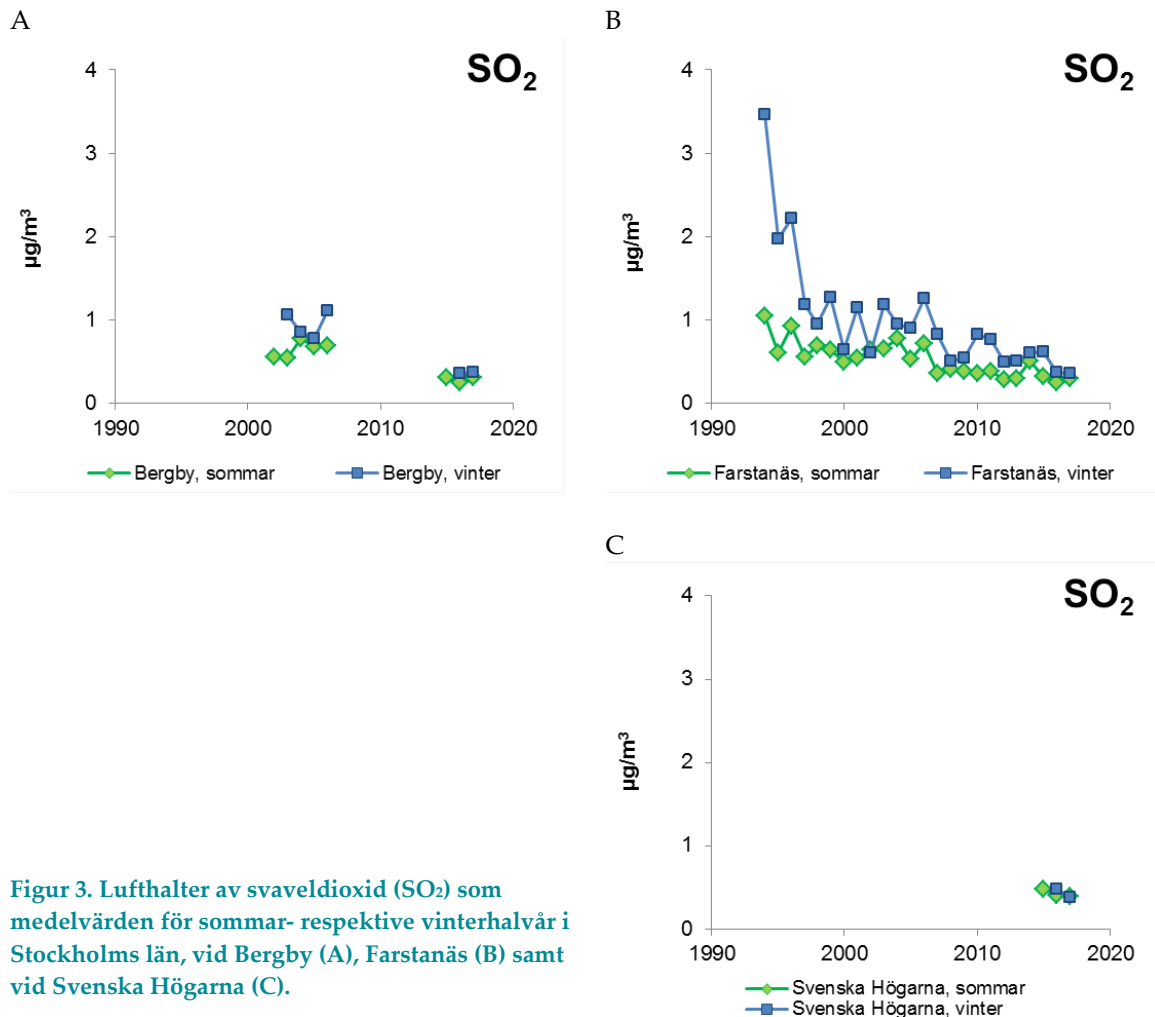 A
SO₂
4
3
2
1
0
µg/m³
1990 2000 2010 2020
Bergby, sommar Bergby, vinter
B
SO₂
4
3
2
1
0
µg/m³
1990 2000 2010 2020
Farstanäs, sommar Farstanäs, vinter
C
SO₂
4
3
2
1
0
µg/m³
1990 2000 2010 2020
Svenska Högarna, sommar
Svenska Högarna, vinter
Figur 3. Lufthalter av svaveldioxid (SO₂) som
medelvärden för sommar- respektive vinterhalvår i
Stockholms län, vid Bergby (A), Farstanäs (B) samt
vid Svenska Högarna (C).